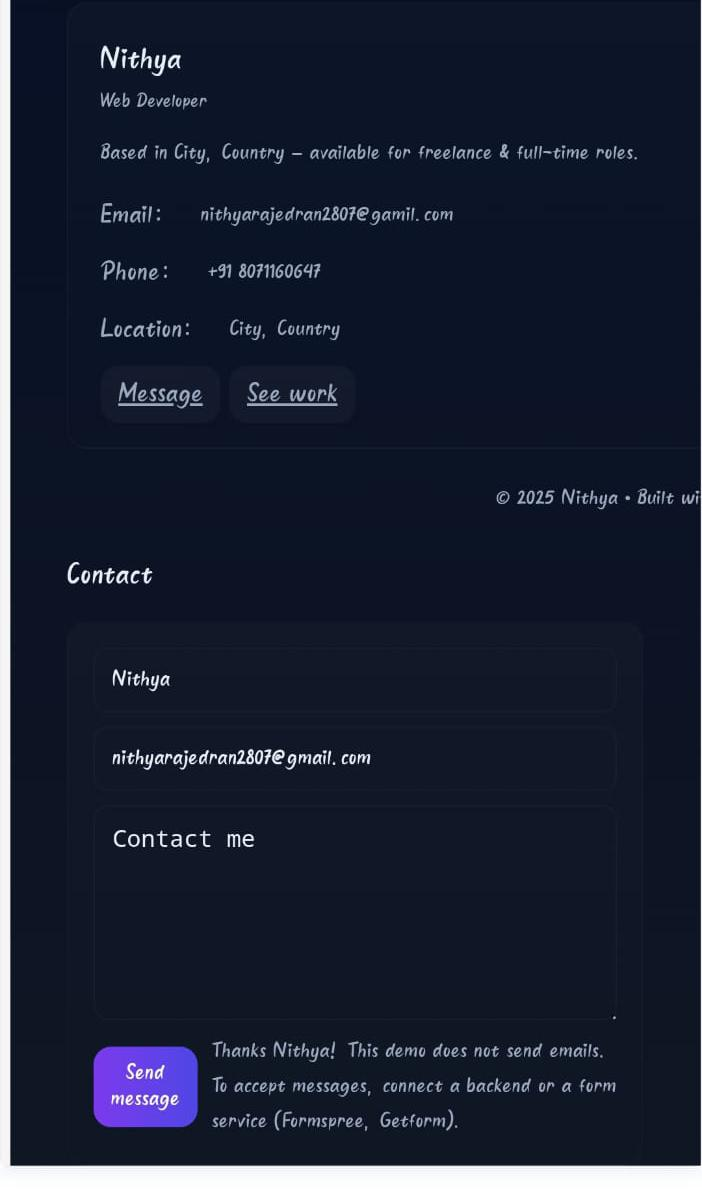 Nithya
Web Developer
Based in City, Country – available for freelance & full-time roles.
Email: nithyarajedran2807@gamil.com
Phone: +91 8071160647
Location: City, Country
Message See work
© 2025 Nithya • Built wi
Contact
Nithya
nithyarajedran2807@gmail.com
Contact me
Send
message
Thanks Nithya! This demo does not send emails.
To accept messages, connect a backend or a form
service (Formspree, Getform).